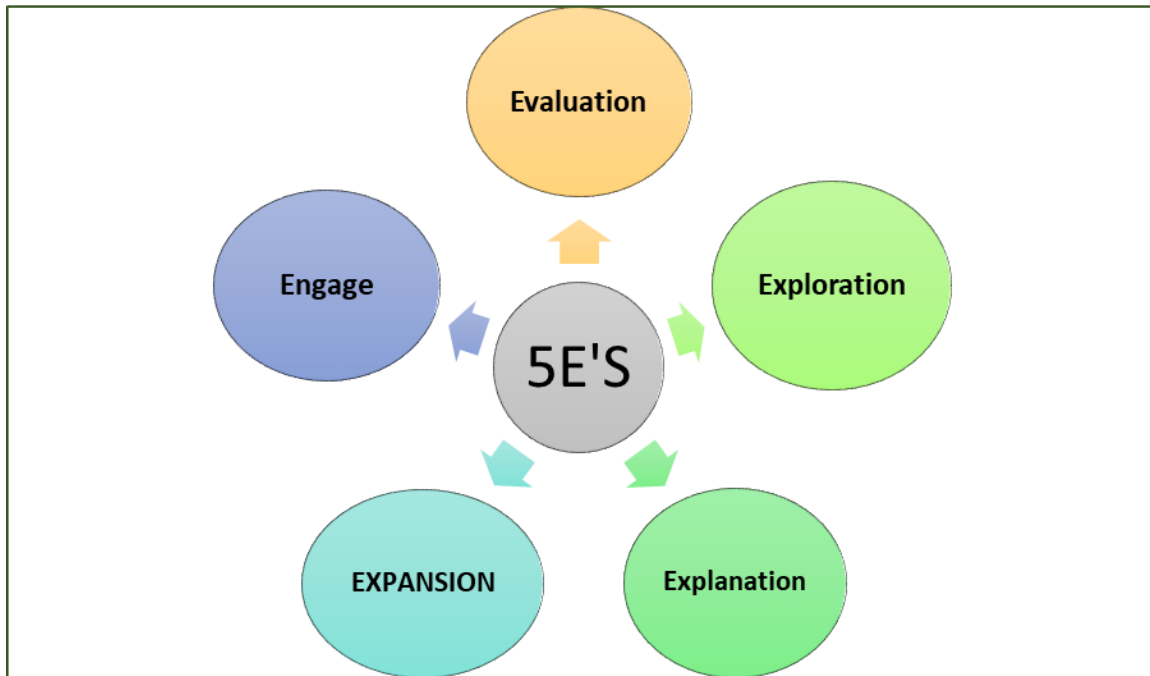 Evaluation
Engage
Exploration
5E'S
EXPANSION
Explanation